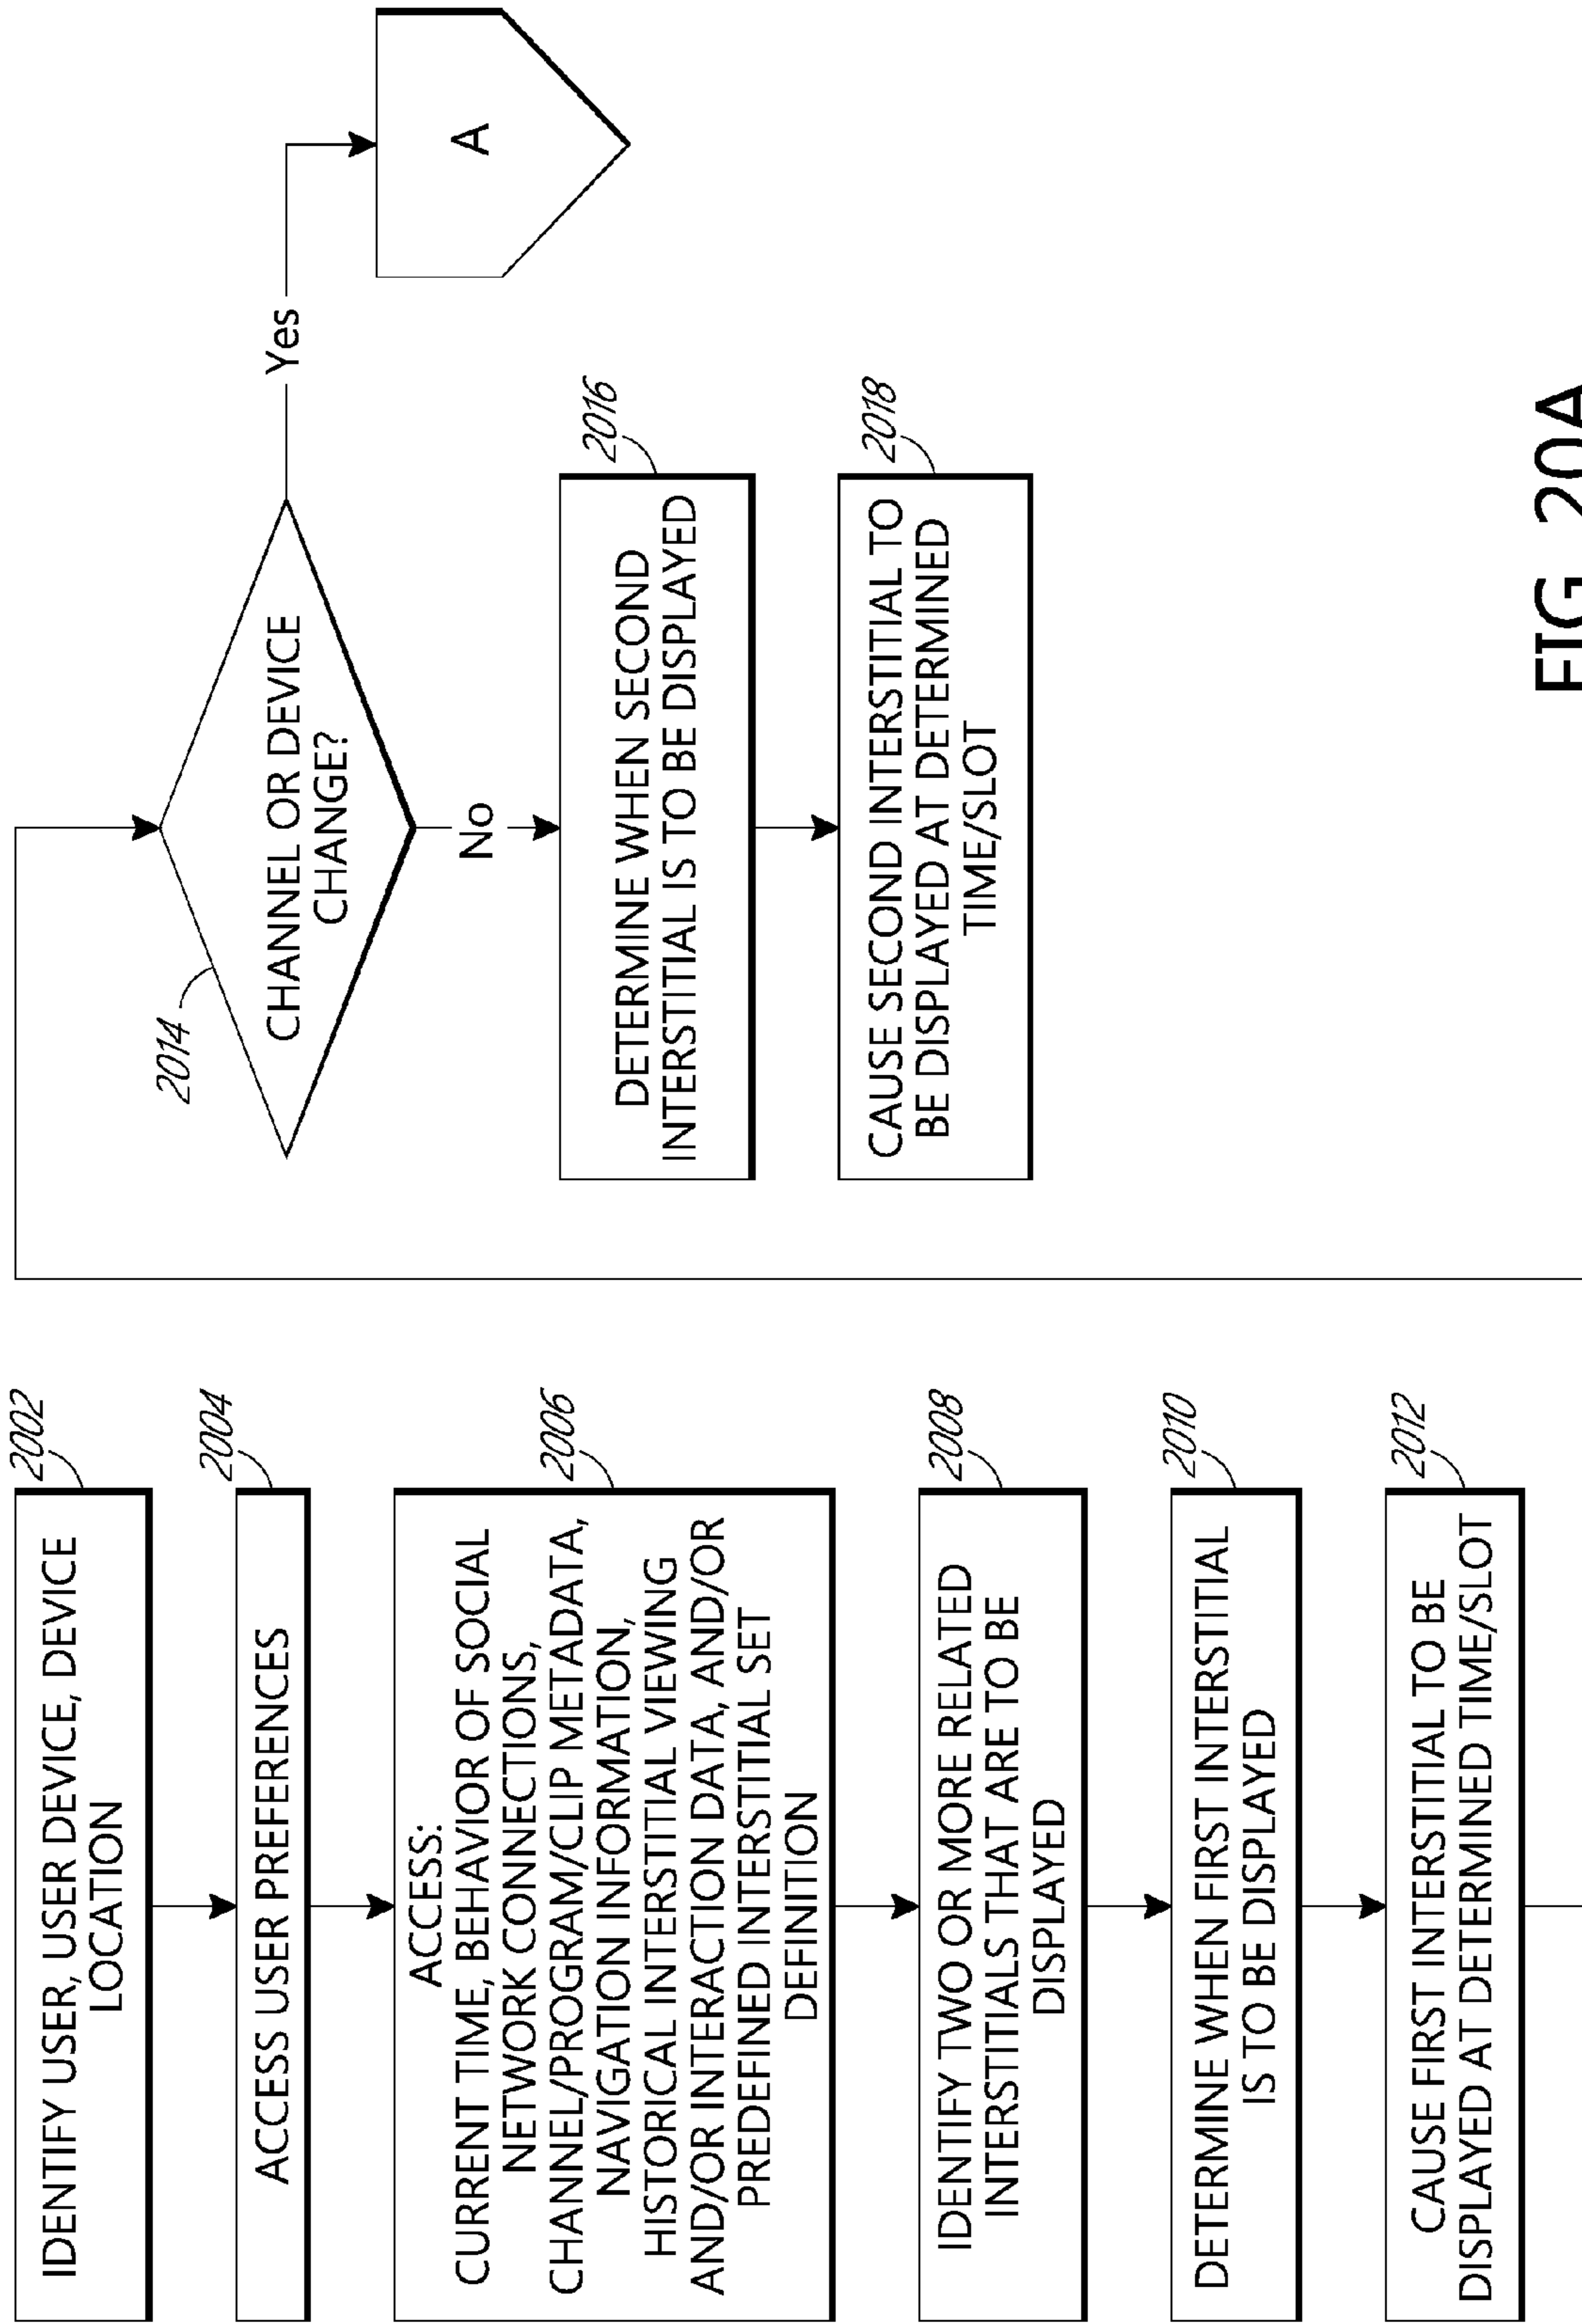 2002
IDENTIFY USER, USER DEVICE, DEVICE
LOCATION
2004
ACCESS USER PREFERENCES
2006
ACCESS:
CURRENT TIME, BEHAVIOR OF SOCIAL
NETWORK CONNECTIONS,
CHANNEL/PROGRAM/CLIP METADATA,
NAVIGATION INFORMATION,
HISTORICAL INTERSTITIAL VIEWING
AND/OR INTERACTION DATA, AND/OR
PREDEFINED INTERSTITIAL SET
DEFINITION
2008
IDENTIFY TWO OR MORE RELATED
INTERSTITIALS THAT ARE TO BE
DISPLAYED
2010
DETERMINE WHEN FIRST INTERSTITIAL
IS TO BE DISPLAYED
2012
CAUSE FIRST INTERSTITIAL TO BE
DISPLAYED AT DETERMINED TIME/SLOT
2014
CHANNEL OR DEVICE
CHANGE?
Yes
A
No
2016
DETERMINE WHEN SECOND
INTERSTITIAL IS TO BE DISPLAYED
2018
CAUSE SECOND INTERSTITIAL TO
BE DISPLAYED AT DETERMINED
TIME/SLOT
FIG 20A